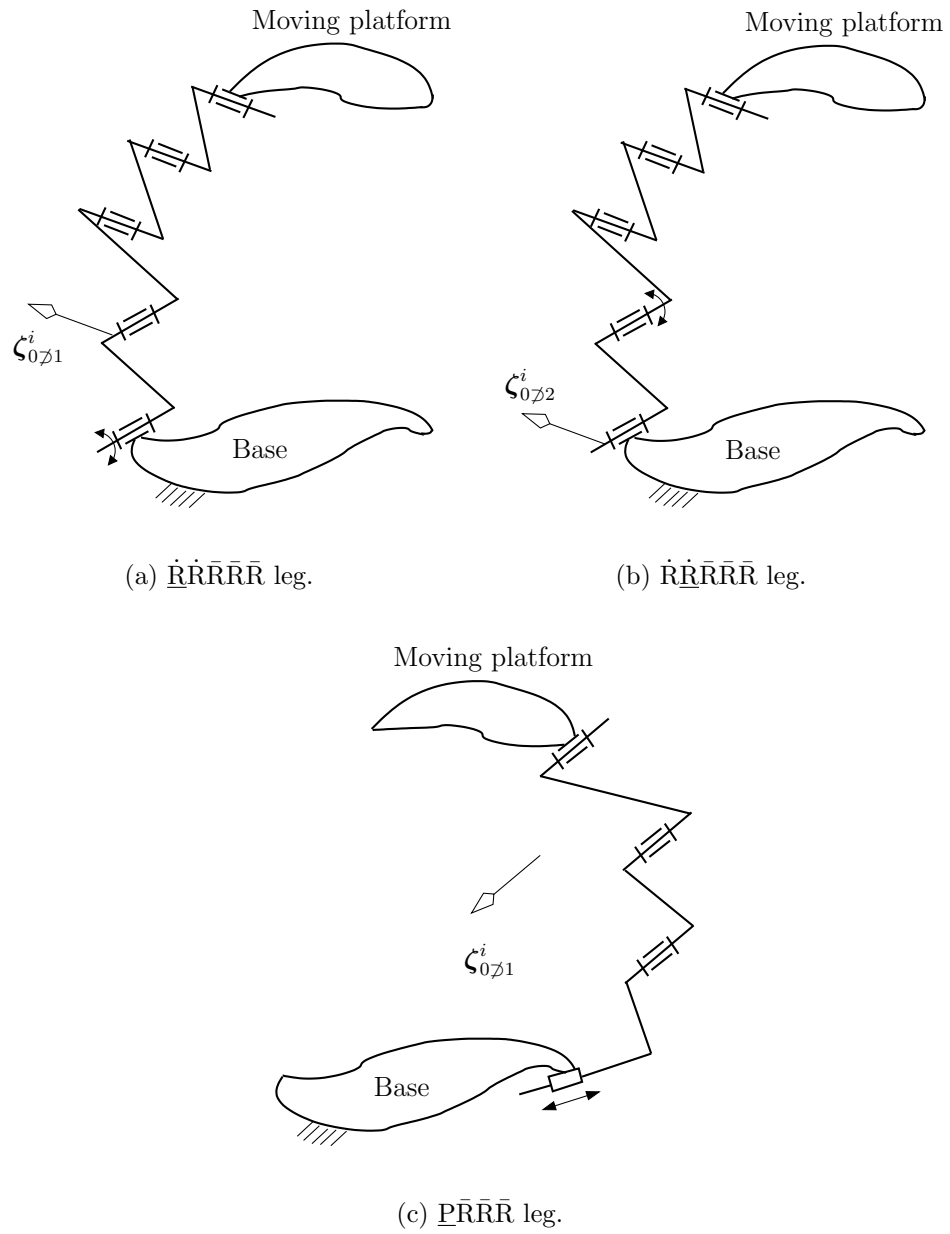 Moving platform
Moving platform
ζ^i_{0⊅1}
ζ^i_{0⊅2}
Base
Base
(a) Ṙ̲ṘR̄R̄R̄ leg.
(b) ṘṘ̲R̄R̄R̄ leg.
Moving platform
ζ^i_{0⊅1}
Base
(c) P̲R̄R̄R̄ leg.